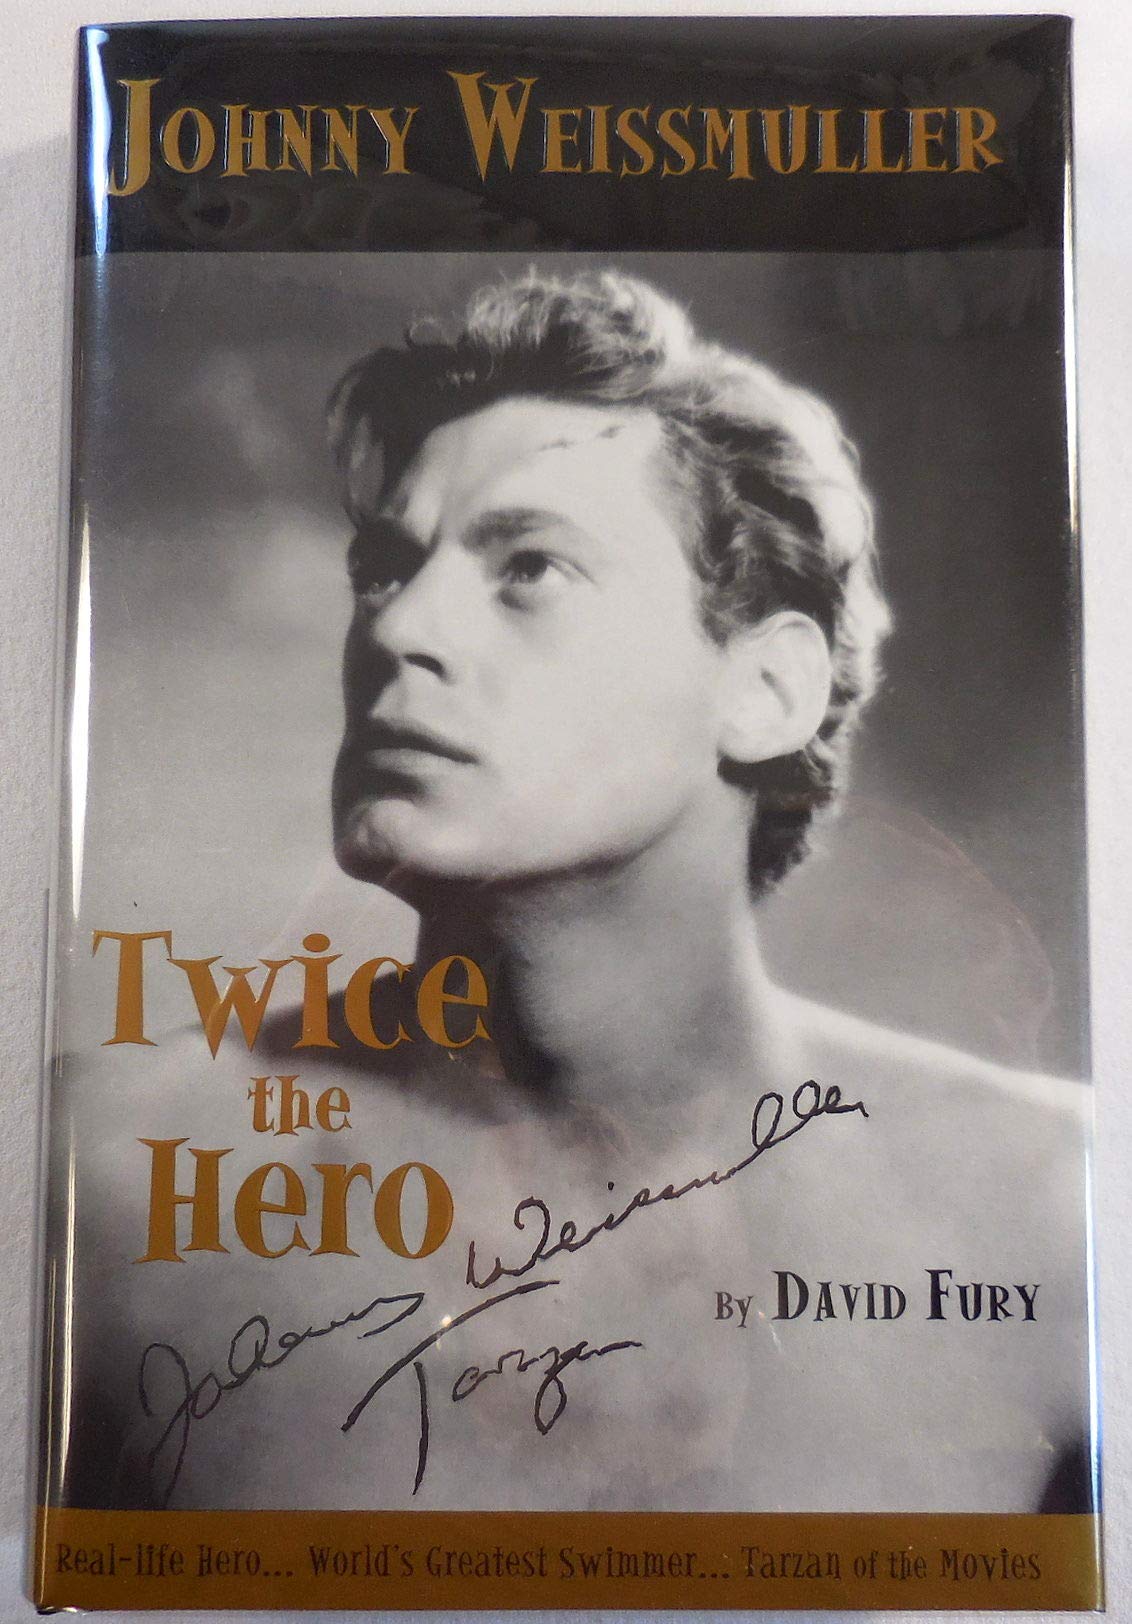 JOHNNY WEISSMULLER
Twice
the
Hero
Johnny Weissmuller
Tarzan
By DAVID FURY
Real-life Hero... World's Greatest Swimmer... Tarzan of the Movies